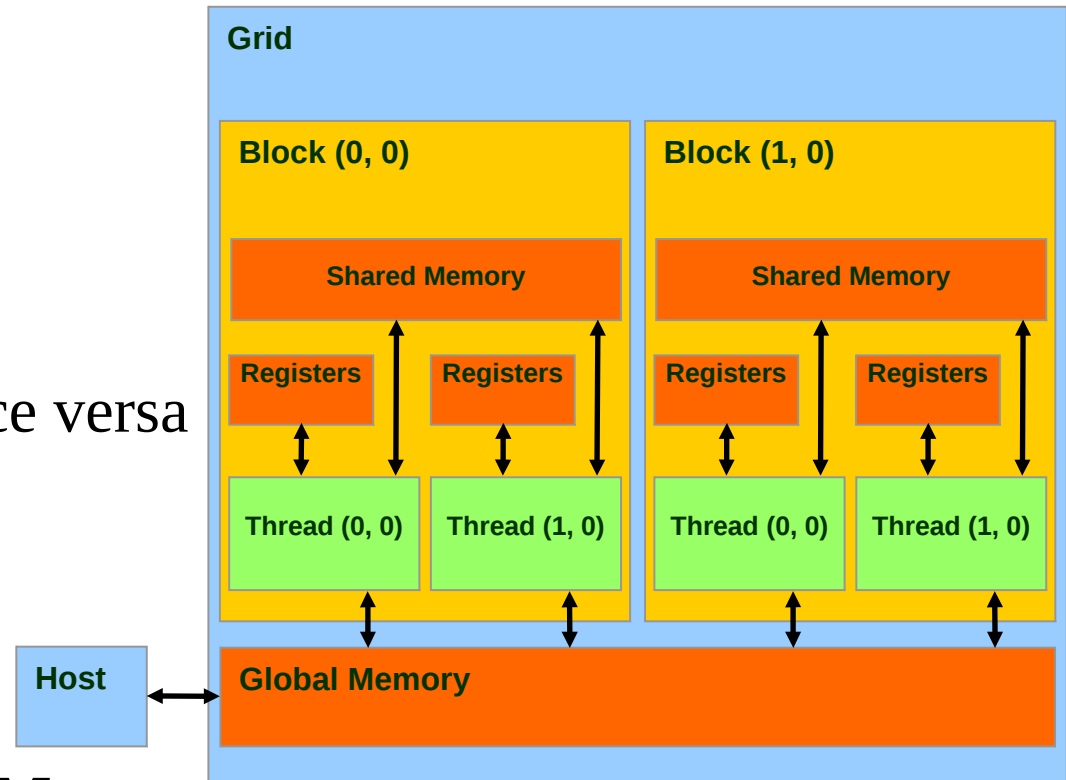 Grid
Block (0, 0)
Block (1, 0)
Shared Memory
Shared Memory
Registers
Registers
Registers
Registers
versa
Thread (0, 0)
Thread (1, 0)
Thread (0, 0)
Thread (1, 0)
Host
Global Memory